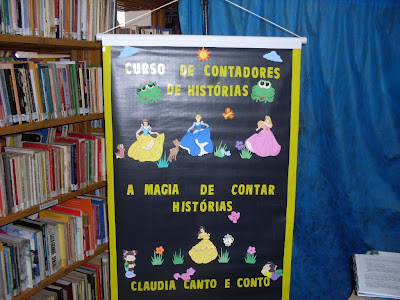 CURSO DE CONTADORES
DE HISTÓRIAS
A MAGIA DE CONTAR
HISTÓRIAS
CLAUDIA CANTO E CONTO